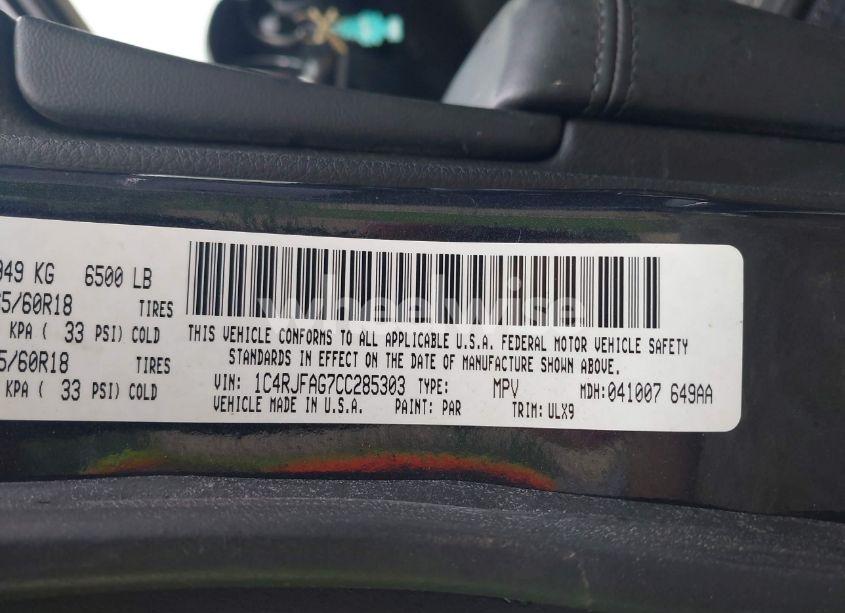 949 KG 6500 LB
5/60R18 TIRES
KPA ( 33 PSI) COLD
5/60R18 TIRES
KPA ( 33 PSI) COLD
wheelwise
THIS VEHICLE CONFORMS TO ALL APPLICABLE U.S.A. FEDERAL MOTOR VEHICLE SAFETY
STANDARDS IN EFFECT ON THE DATE OF MANUFACTURE SHOWN ABOVE.
VIN: 1C4RJFAG7CC285303 TYPE: MPV MDH:041007 649AA
VEHICLE MADE IN U.S.A. PAINT: PAR TRIM: ULX9